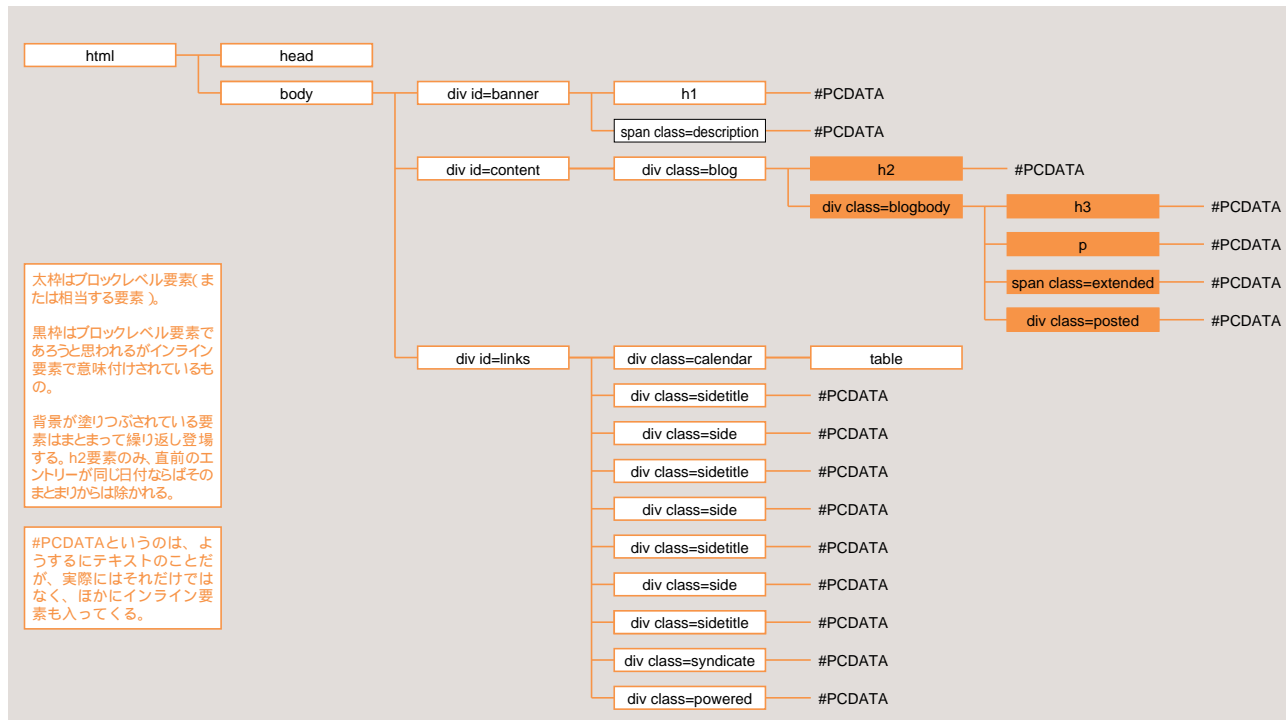 html
head
body
div id=banner
h1
#PCDATA
span class=description
#PCDATA
div id=content
div class=blog
h2
#PCDATA
div class=blogbody
h3
#PCDATA
p
#PCDATA
span class=extended
#PCDATA
div class=posted
#PCDATA
div id=links
div class=calendar
table
div class=sidetitle
#PCDATA
div class=side
#PCDATA
div class=sidetitle
#PCDATA
div class=side
#PCDATA
div class=sidetitle
#PCDATA
div class=side
#PCDATA
div class=sidetitle
#PCDATA
div class=syndicate
#PCDATA
div class=powered
#PCDATA
太枠はブロックレベル要素(ま
たは相当する要素)。
黒枠はブロックレベル要素で
あろうと思われるがインライン
要素で意味付けされているも
の。
背景が塗りつぶされている要
素はまとまって繰り返し登場
する。h2要素のみ、直前のエ
ントリーが同じ日付ならばその
まとまりからは除かれる。
#PCDATAというのは、よ
うするにテキストのことだ
が、実際にはそれだけでは
なく、ほかにインライン要
素も入ってくる。